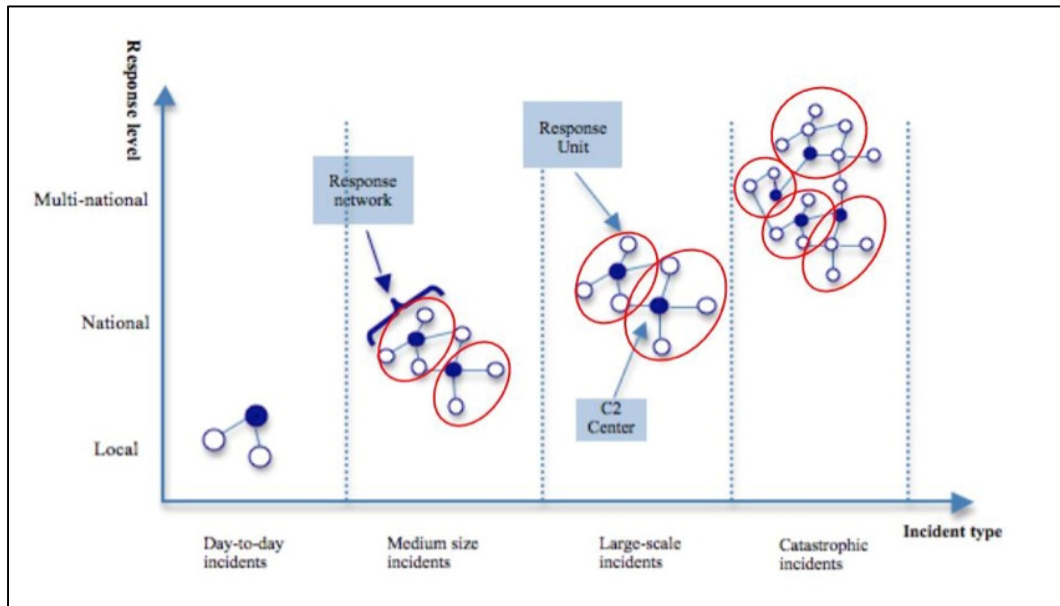 Response level
Multi-national
National
Local
Response
network
Response
Unit
C2
Center
Incident type
Day-to-day
incidents
Medium size
incidents
Large-scale
incidents
Catastrophic
incidents